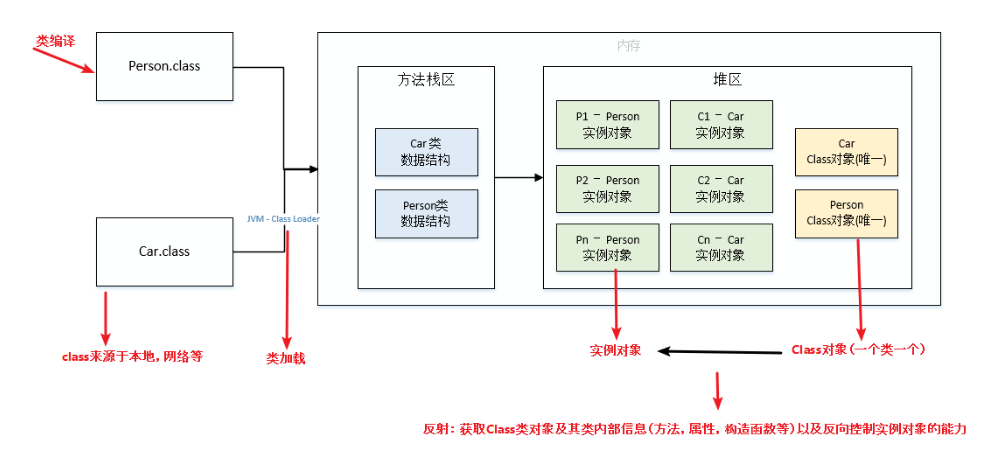 类编译
Person.class
Car.class
JVM - Class Loader
class来源于本地, 网络等
类加载
内存
方法栈区
Car 类
数据结构
Person类
数据结构
堆区
P1 - Person
实例对象
C1 - Car
实例对象
P2 - Person
实例对象
C2 - Car
实例对象
Pn - Person
实例对象
Cn - Car
实例对象
Car
Class对象(唯一)
Person
Class对象(唯一)
实例对象
Class对象 (一个类一个)
反射: 获取Class类对象及其类内部信息 (方法, 属性, 构造函数等) 以及反向控制实例对象的能力